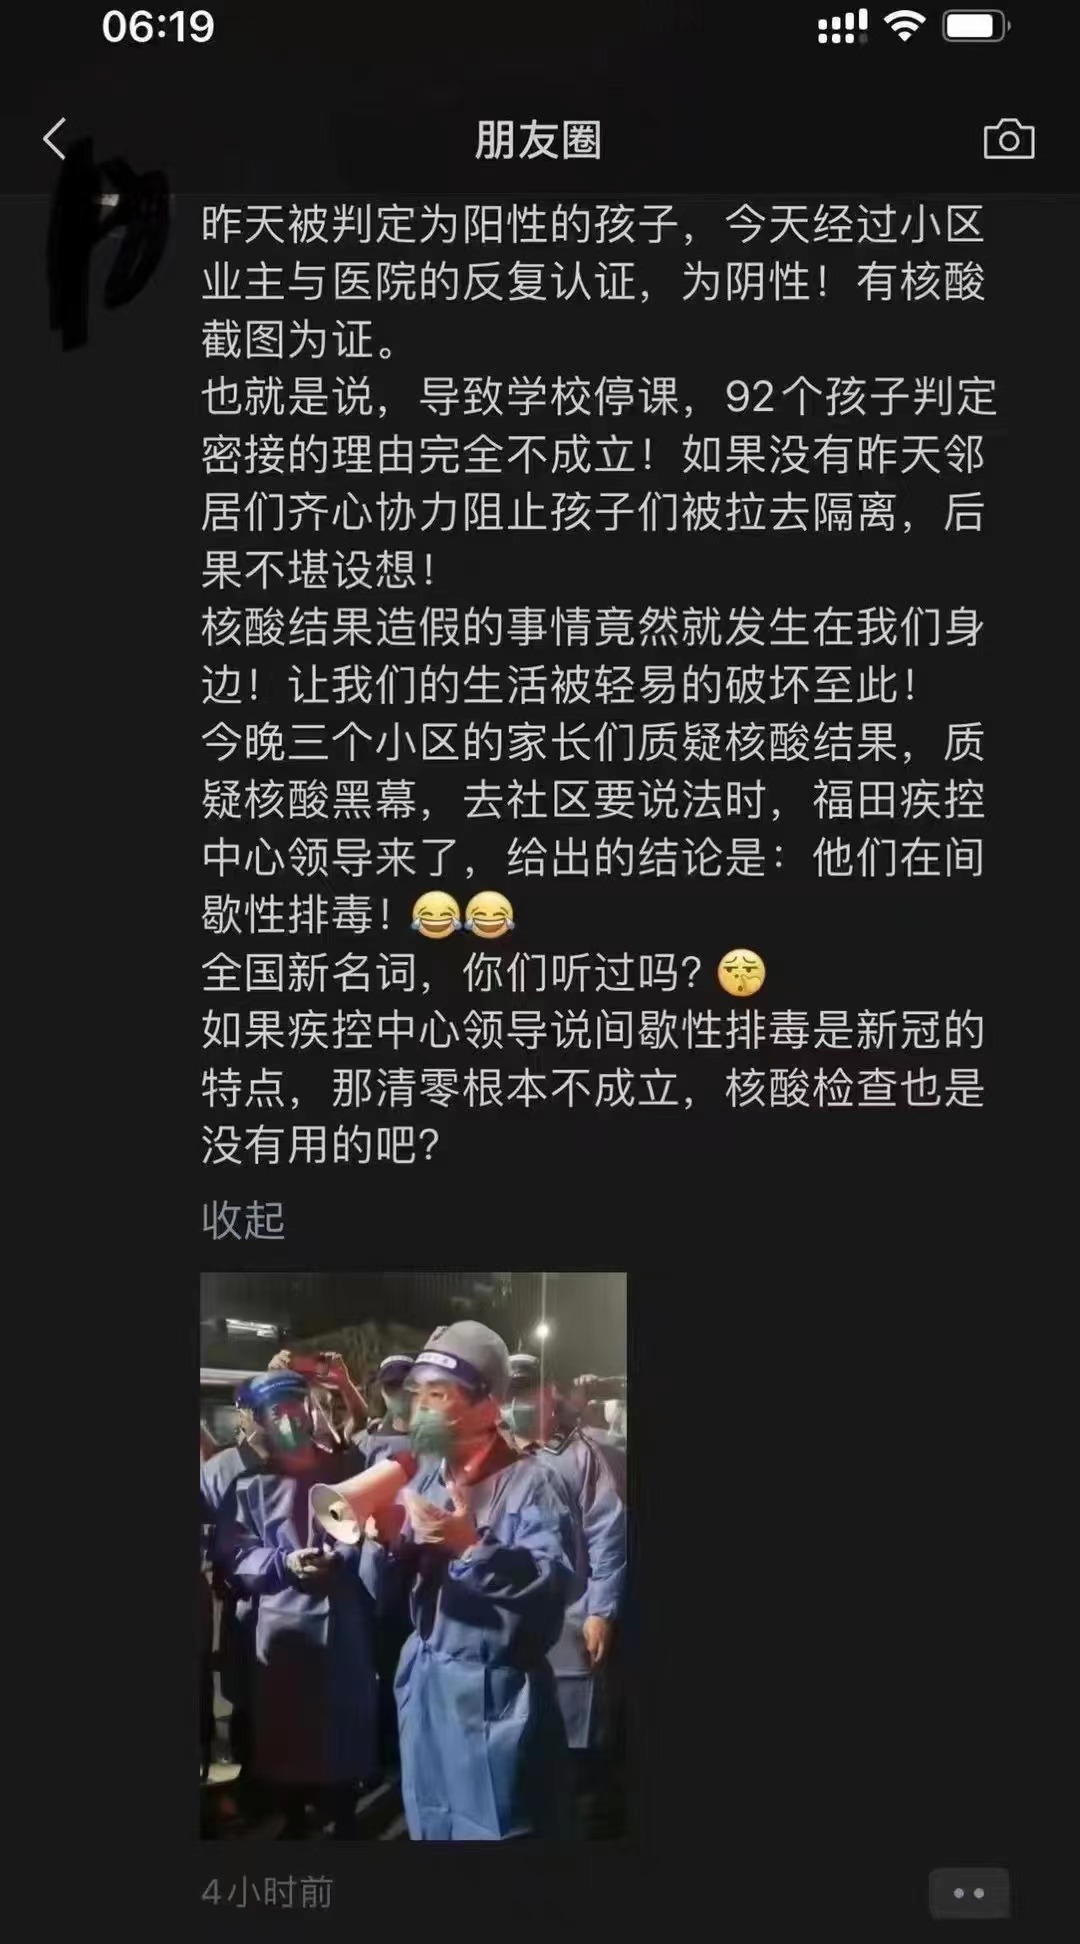 06:19
朋友圈
昨天被判定为阳性的孩子，今天经过小区
业主与医院的反复认证，为阴性！有核酸
截图为证。
也就是说，导致学校停课，92个孩子判定
密接的理由完全不成立！如果没有昨天邻
居们齐心协力阻止孩子们被拉去隔离，后
果不堪设想！
核酸结果造假的事情竟然就发生在我们身
边！让我们的生活被轻易的破坏至此！
今晚三个小区的家长们质疑核酸结果，质
疑核酸黑幕，去社区要说法时，福田疾控
中心领导来了，给出的结论是：他们在间
歇性排毒！😂😂
全国新名词，你们听过吗？🤫
如果疾控中心领导说间歇性排毒是新冠的
特点，那清零根本不成立，核酸检查也是
没有用的吧？
收起
4小时前